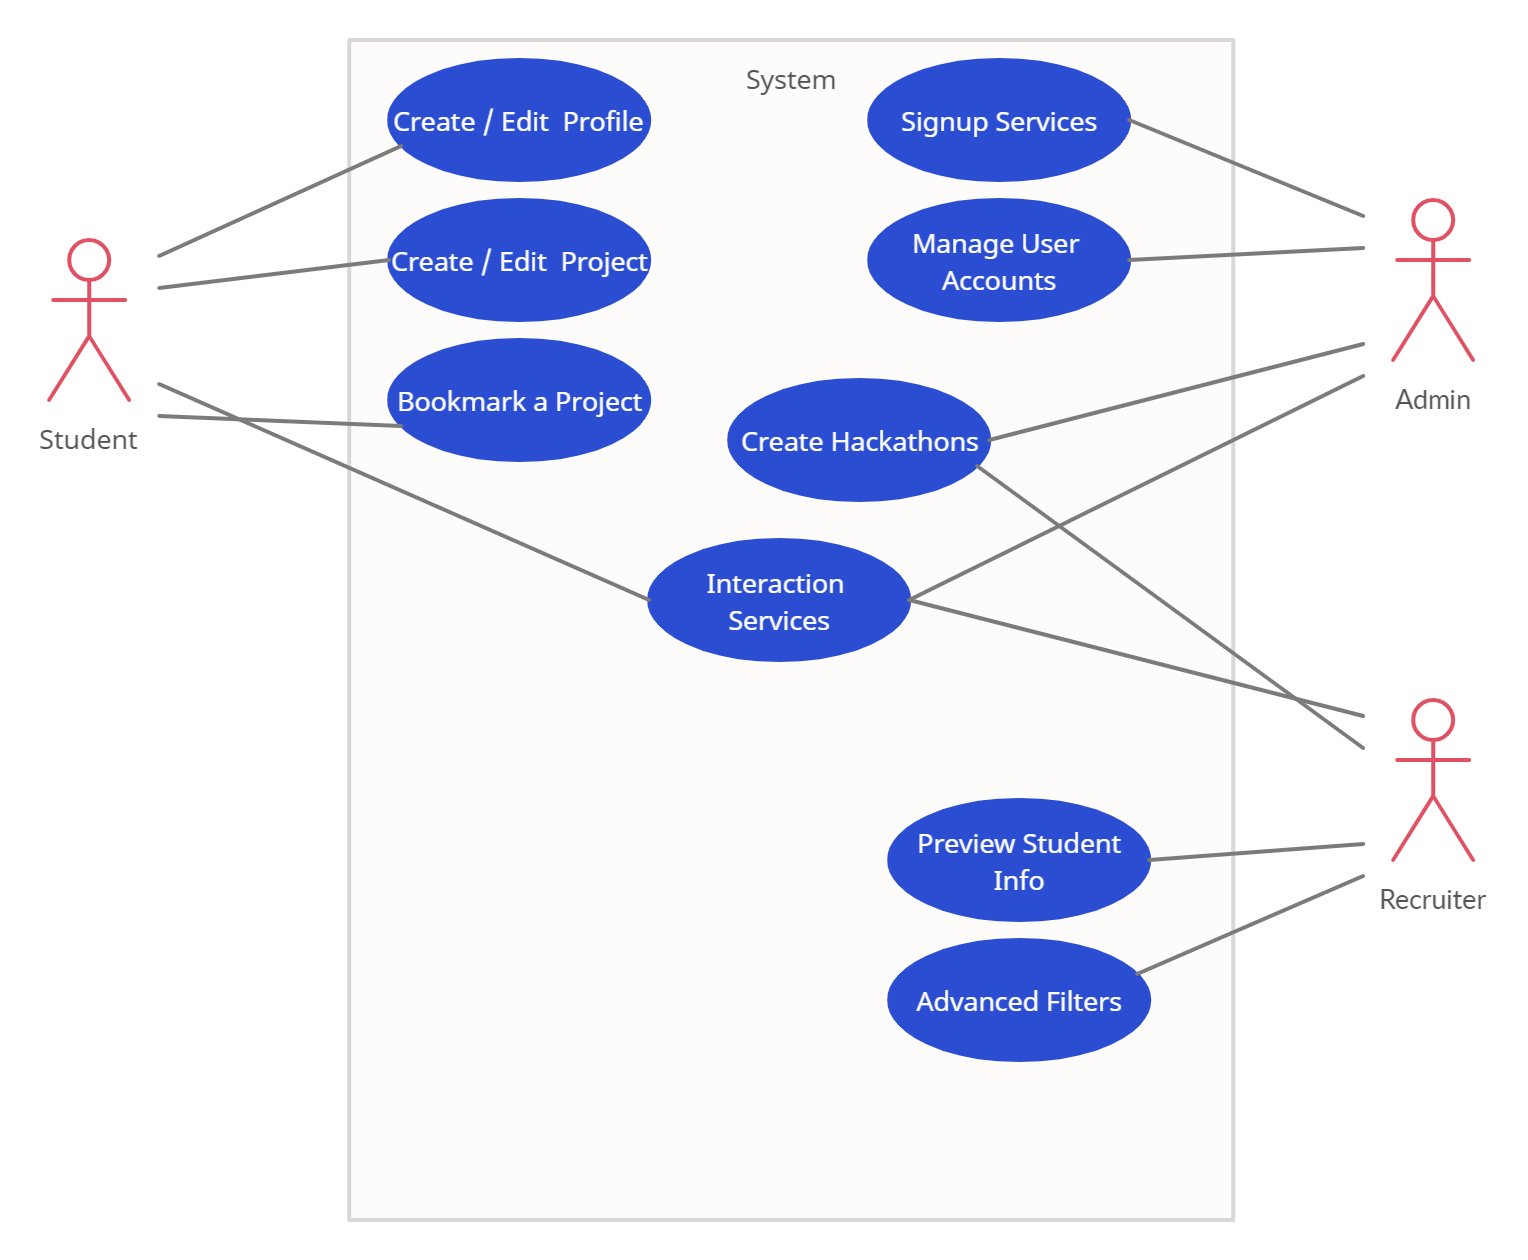 System
Create / Edit  Profile
Signup Services
Create / Edit  Project
Manage User
Accounts
Bookmark a Project
Student
Admin
Create Hackathons
Interaction
Services
Preview Student
Info
Recruiter
Advanced Filters